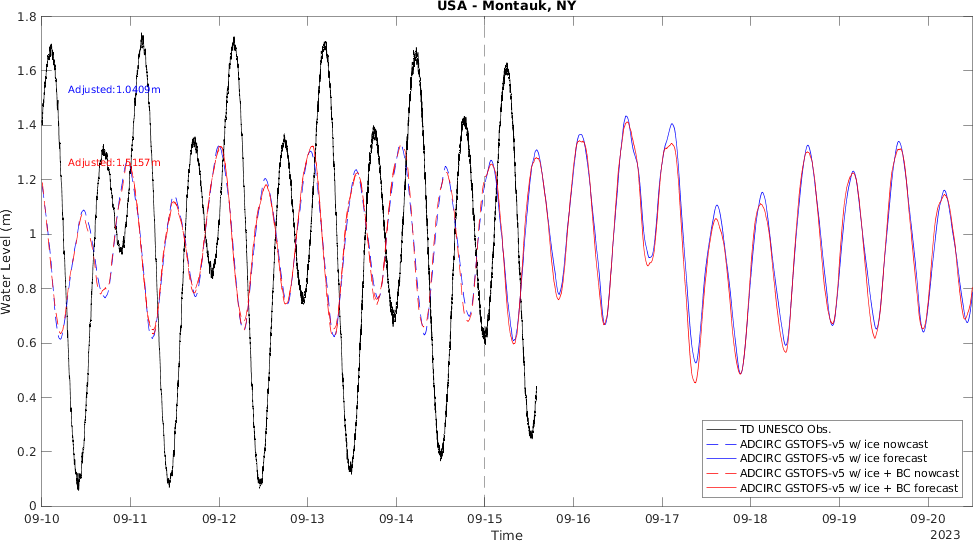 USA - Montauk, NY
1.8
1.6
1.4
1.2
1
0.8
0.6
0.4
0.2
0
Water Level (m)
Adjusted:1.0409m
Adjusted:1.5157m
TD UNESCO Obs.
ADCIRC GSTOFS-v5 w/ ice nowcast
ADCIRC GSTOFS-v5 w/ ice forecast
ADCIRC GSTOFS-v5 w/ ice + BC nowcast
ADCIRC GSTOFS-v5 w/ ice + BC forecast
09-10 09-11 09-12 09-13 09-14 09-15 09-16 09-17 09-18 09-19 09-20
Time
2023